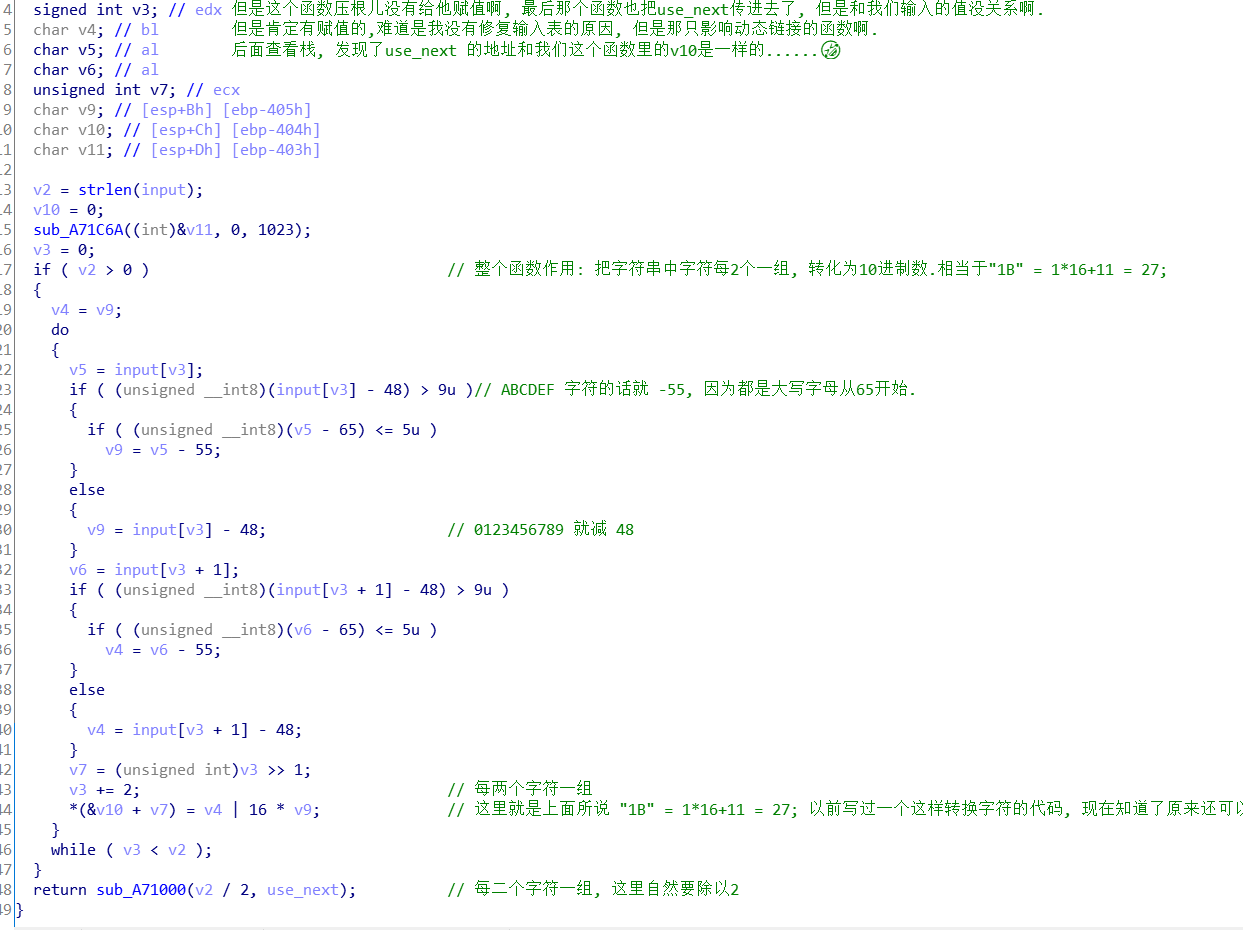 4 signed int v3; // edx 但是这个函数压根儿没有给他赋值啊, 最后那个函数也把use_next传进去了, 但是和我们输入的值没关系啊.
5 char v4; // bl 但是肯定有赋值的,难道是我没有修复输入表的原因, 但是那只影响动态链接的函数啊.
6 char v5; // al 后面查看栈, 发现了use_next 的地址和我们这个函数里的v10是一样的......🤣
7 char v6; // al
8 unsigned int v7; // ecx
9 char v9; // [esp+Bh] [ebp-405h]
0 char v10; // [esp+Ch] [ebp-404h]
1 char v11; // [esp+Dh] [ebp-403h]
2
3 v2 = strlen(input);
4 v10 = 0;
5 sub_A71C6A((int)&v11, 0, 1023);
6 v3 = 0;
7 if ( v2 > 0 ) // 整个函数作用: 把字符串中字符每2个一组, 转化为10进制数.相当于"1B" = 1*16+11 = 27;
8 {
9 v4 = v9;
20 do
21 {
22 v5 = input[v3];
23 if ( (unsigned __int8)(input[v3] - 48) > 9u )// ABCDEF 字符的话就 -55, 因为都是大写字母从65开始.
24 {
25 if ( (unsigned __int8)(v5 - 65) <= 5u )
26 v9 = v5 - 55;
27 }
28 else
29 {
30 v9 = input[v3] - 48; // 0123456789 就减 48
31 }
32 v6 = input[v3 + 1];
33 if ( (unsigned __int8)(input[v3 + 1] - 48) > 9u )
34 {
35 if ( (unsigned __int8)(v6 - 65) <= 5u )
36 v4 = v6 - 55;
37 }
38 else
39 {
40 v4 = input[v3 + 1] - 48;
41 }
42 v7 = (unsigned int)v3 >> 1;
43 v3 += 2; // 每两个字符一组
44 *(&v10 + v7) = v4 | 16 * v9; // 这里就是上面所说 "1B" = 1*16+11 = 27; 以前写过一个这样转换字符的代码, 现在知道了原来还可以
45 }
46 while ( v3 < v2 );
47 }
48 return sub_A71000(v2 / 2, use_next); // 每二个字符一组, 这里自然要除以2
49 }